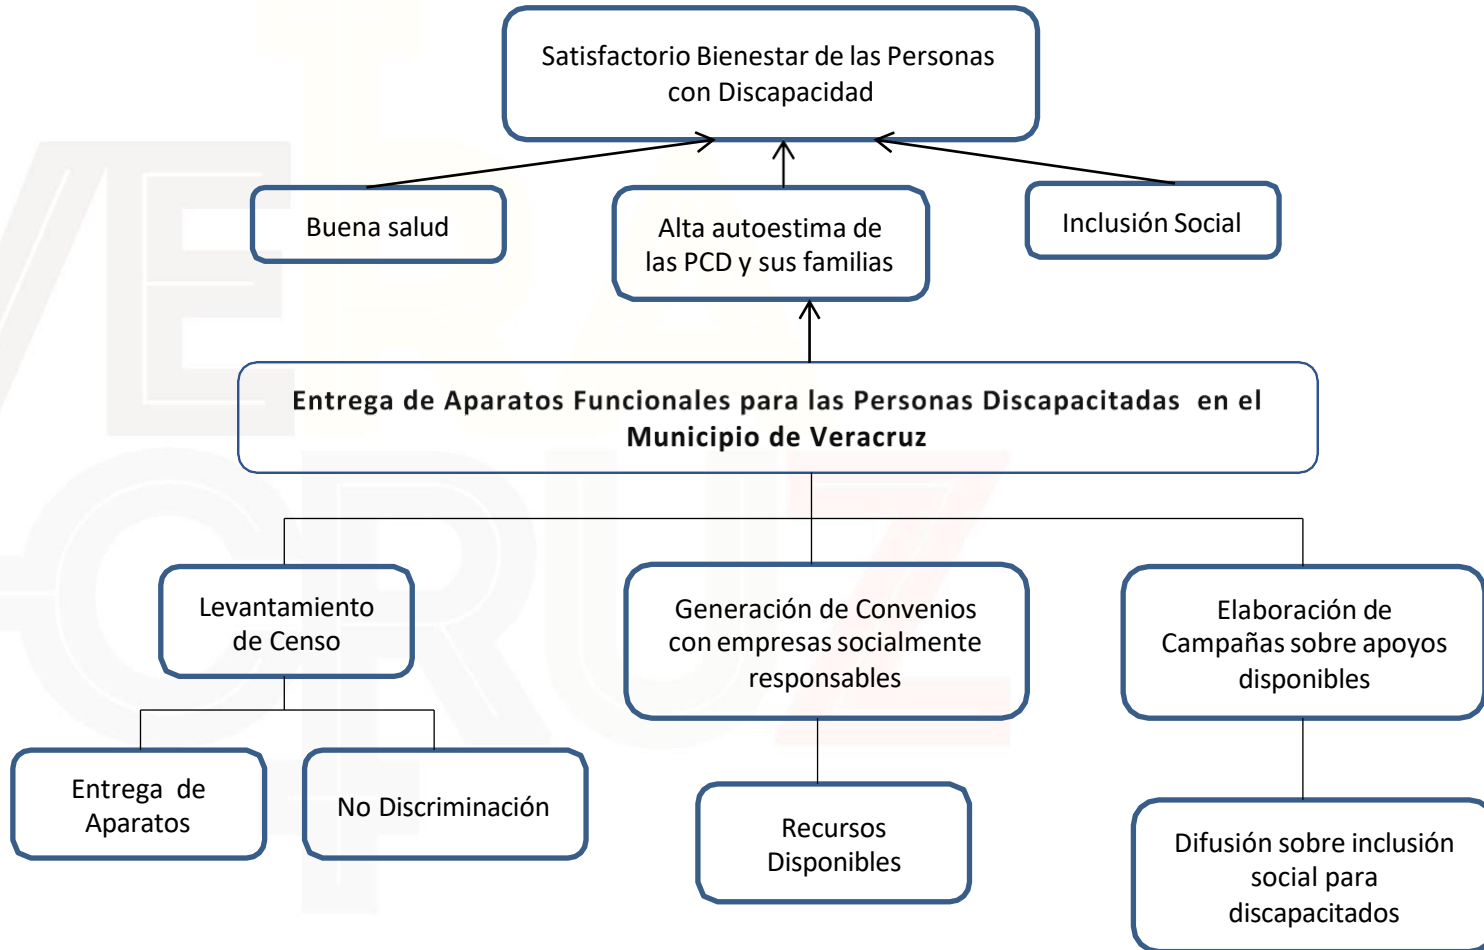 Satisfactorio Bienestar de las Personas
con Discapacidad
Buena salud
Alta autoestima de
las PCD y sus familias
Inclusión Social
Entrega de Aparatos Funcionales para las Personas Discapacitadas en el
Municipio de Veracruz
Levantamiento
de Censo
Generación de Convenios
con empresas socialmente
responsables
Elaboración de
Campañas sobre apoyos
disponibles
Entrega de
Aparatos
No Discriminación
Recursos
Disponibles
Difusión sobre inclusión
social para
discapacitados
VERA
CRUZ